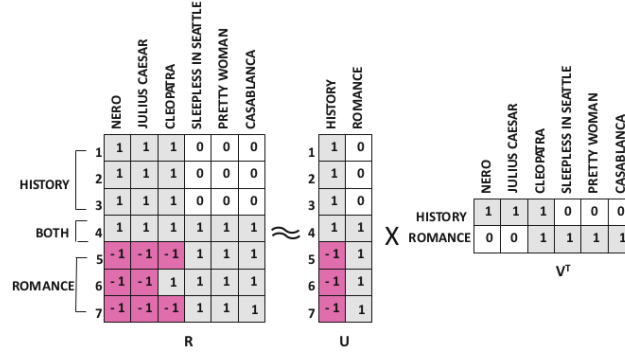 NERO JULIUS CAESAR CLEOPATRA SLEEPLESS IN SEATTLE PRETTY WOMAN CASABLANCA
1 1 1 1 0 0 0
2 1 1 1 0 0 0
3 1 1 1 0 0 0
4 1 1 1 1 1 1
5 -1 -1 -1 1 1 1
6 -1 -1 1 1 1 1
7 -1 -1 -1 1 1 1
HISTORY
BOTH
ROMANCE
R
≈
HISTORY ROMANCE
1 1 0
2 1 0
3 1 0
4 1 1
5 -1 1
6 -1 1
7 -1 1
U
X
NERO JULIUS CAESAR CLEOPATRA SLEEPLESS IN SEATTLE PRETTY WOMAN CASABLANCA
HISTORY 1 1 1 0 0 0
ROMANCE 0 0 1 1 1 1
Vᵀ